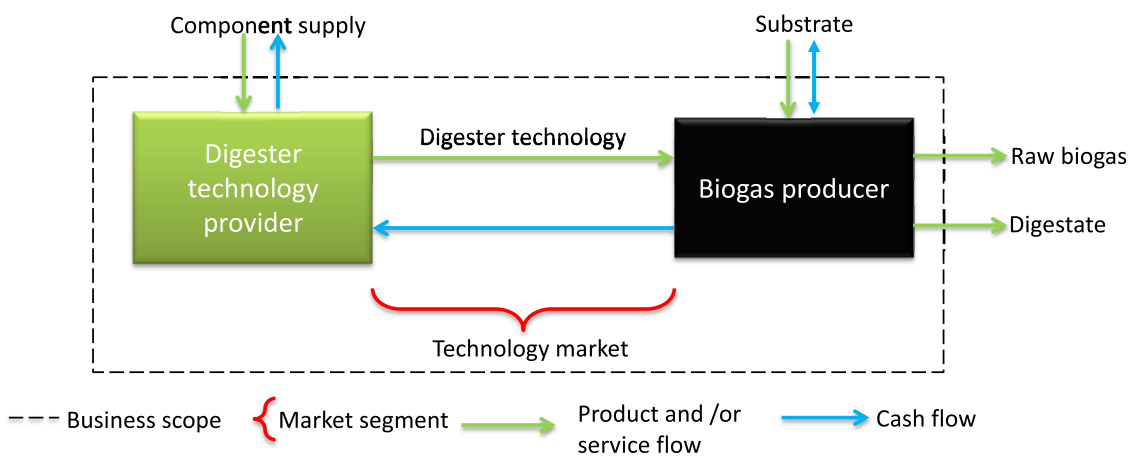 Component supply
Substrate
Digester technology
Digester
technology
provider
Biogas producer
Raw biogas
Digestate
Technology market
Business scope
Market segment
Product and /or
service flow
Cash flow